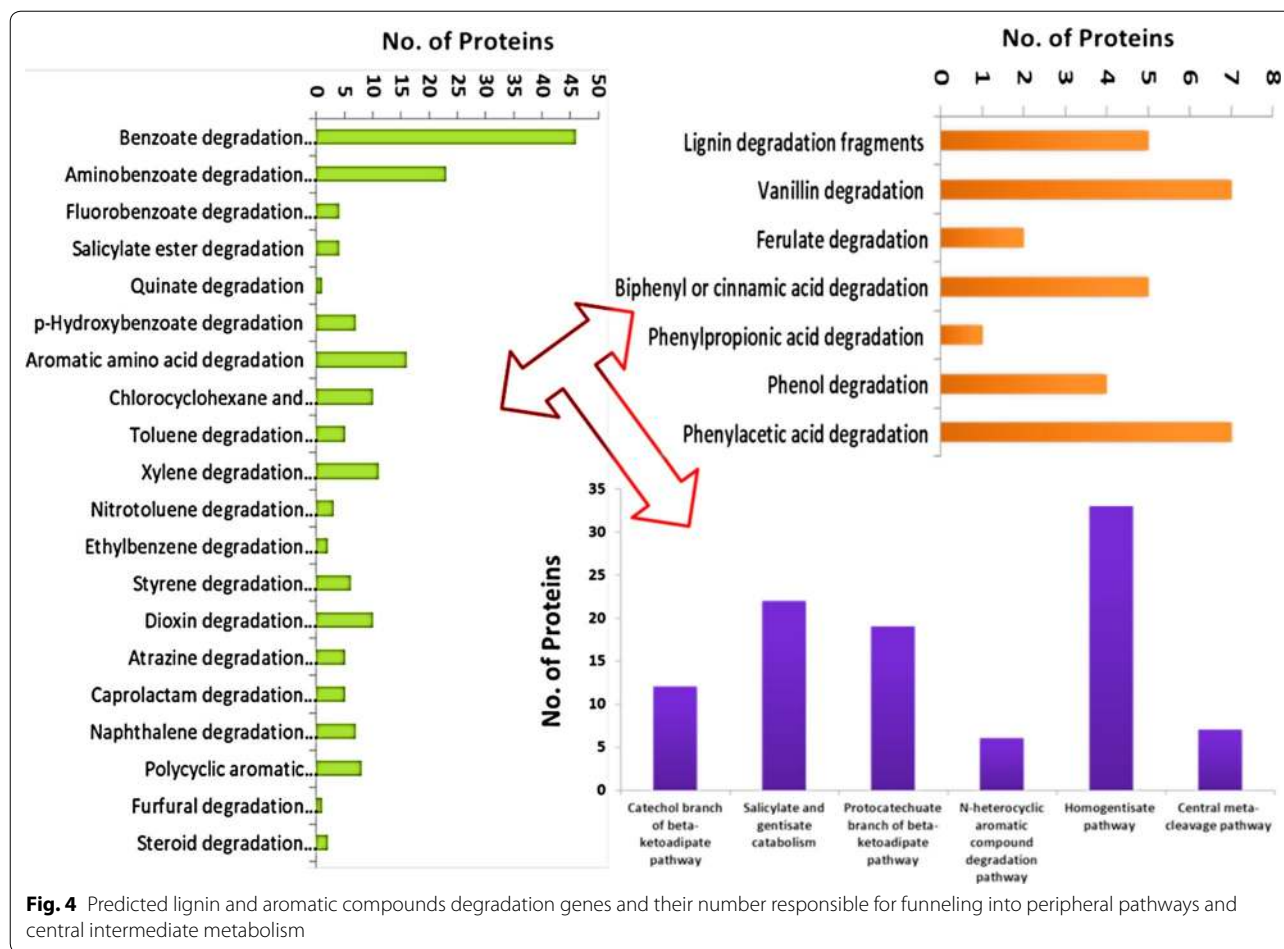 No. of Proteins
0 5 10 15 20 25 30 35 40 45 50
Benzoate degradation...
Aminobenzoate degradation...
Fluorobenzoate degradation...
Salicylate ester degradation
Quinate degradation
p-Hydroxybenzoate degradation
Aromatic amino acid degradation
Chlorocyclohexane and...
Toluene degradation...
Xylene degradation...
Nitrotoluene degradation...
Ethylbenzene degradation...
Styrene degradation...
Dioxin degradation...
Atrazine degradation...
Caprolactam degradation...
Naphthalene degradation...
Polycyclic aromatic...
Furfural degradation...
Steroid degradation...
No. of Proteins
0 1 2 3 4 5 6 7 8
Lignin degradation fragments
Vanillin degradation
Ferulate degradation
Biphenyl or cinnamic acid degradation
Phenylpropionic acid degradation
Phenol degradation
Phenylacetic acid degradation
No. of Proteins
35
30
25
20
15
10
5
0
Catechol branch
of beta-
ketoadipate
pathway
Salicylate and
gentisate
catabolism
Protocatechuate
branch of beta-
ketoadipate
pathway
N-heterocyclic
aromatic
compound
degradation
pathway
Homogentisate
pathway
Central meta-
cleavage pathway
Fig. 4 Predicted lignin and aromatic compounds degradation genes and their number responsible for funneling into peripheral pathways and
central intermediate metabolism